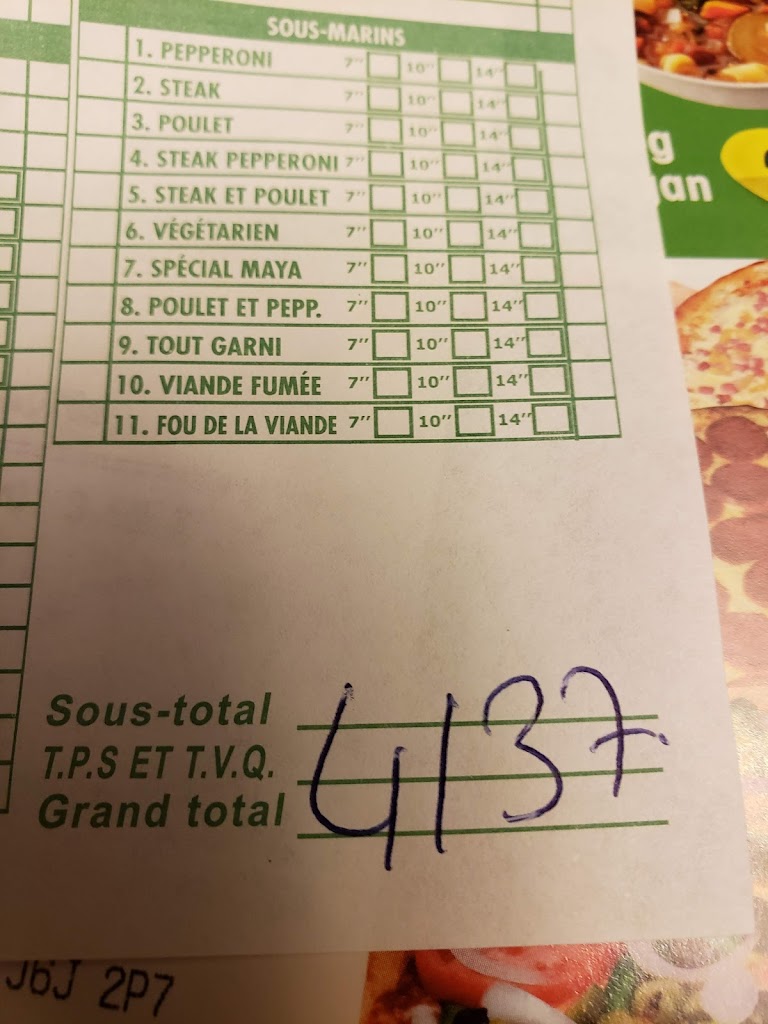 SOUS-MARINS
1. PEPPERONI 7" 10" 14"
2. STEAK 7" 10" 14"
3. POULET 7" 10" 14"
4. STEAK PEPPERONI 7" 10" 14"
5. STEAK ET POULET 7" 10" 14"
6. VÉGÉTARIEN 7" 10" 14"
7. SPÉCIAL MAYA 7" 10" 14"
8. POULET ET PEPP. 7" 10" 14"
9. TOUT GARNI 7" 10" 14"
10. VIANDE FUMÉE 7" 10" 14"
11. FOU DE LA VIANDE 7" 10" 14"
Sous-total
T.P.S ET T.V.Q.
Grand total
4137
J6J 2P7